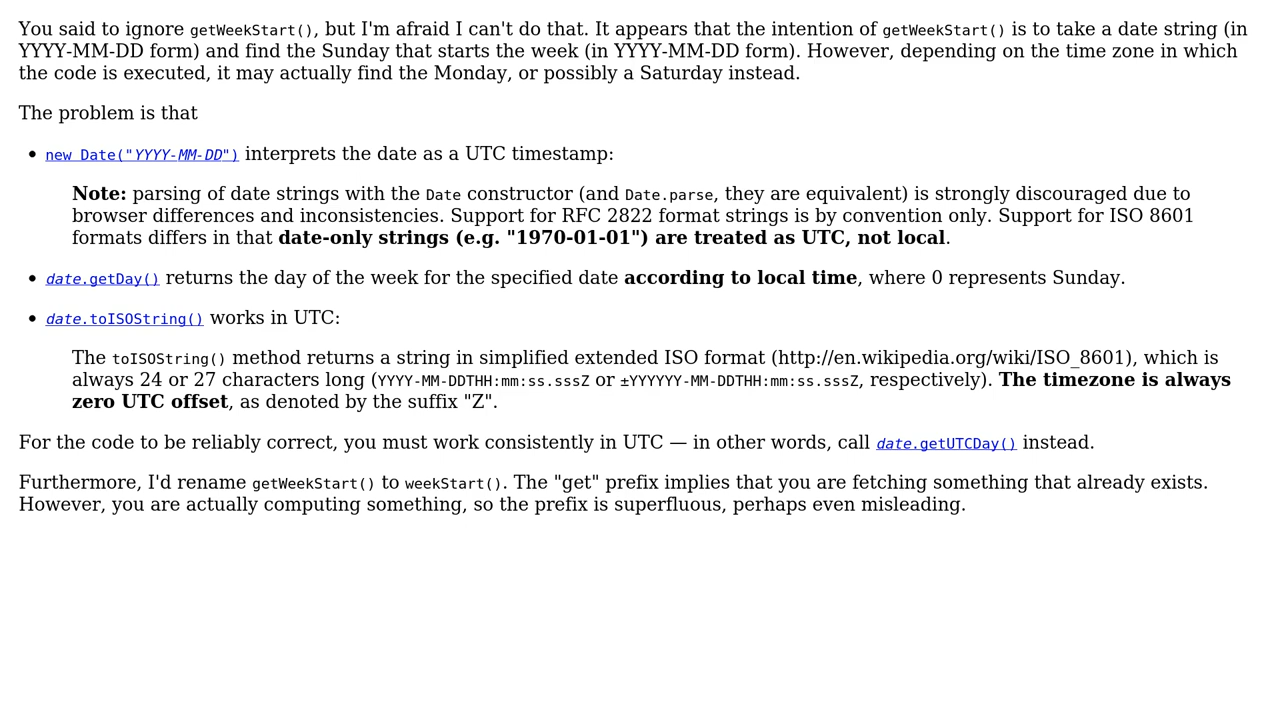 You said to ignore getWeekStart(), but I'm afraid I can't do that. It appears that the intention of getWeekStart() is to take a date string (in
YYYY-MM-DD form) and find the Sunday that starts the week (in YYYY-MM-DD form). However, depending on the time zone in which
the code is executed, it may actually find the Monday, or possibly a Saturday instead.
The problem is that
• new Date("YYYY-MM-DD") interprets the date as a UTC timestamp:
Note: parsing of date strings with the Date constructor (and Date.parse, they are equivalent) is strongly discouraged due to
browser differences and inconsistencies. Support for RFC 2822 format strings is by convention only. Support for ISO 8601
formats differs in that date-only strings (e.g. "1970-01-01") are treated as UTC, not local.
• date.getDay() returns the day of the week for the specified date according to local time, where 0 represents Sunday.
• date.toISOString() works in UTC:
The toISOString() method returns a string in simplified extended ISO format (http://en.wikipedia.org/wiki/ISO_8601), which is
always 24 or 27 characters long (YYYY-MM-DDTHH:mm:ss.sssZ or ±YYYYYY-MM-DDTHH:mm:ss.sssZ, respectively). The timezone is always
zero UTC offset, as denoted by the suffix "Z".
For the code to be reliably correct, you must work consistently in UTC — in other words, call date.getUTCDay() instead.
Furthermore, I'd rename getWeekStart() to weekStart(). The "get" prefix implies that you are fetching something that already exists.
However, you are actually computing something, so the prefix is superfluous, perhaps even misleading.